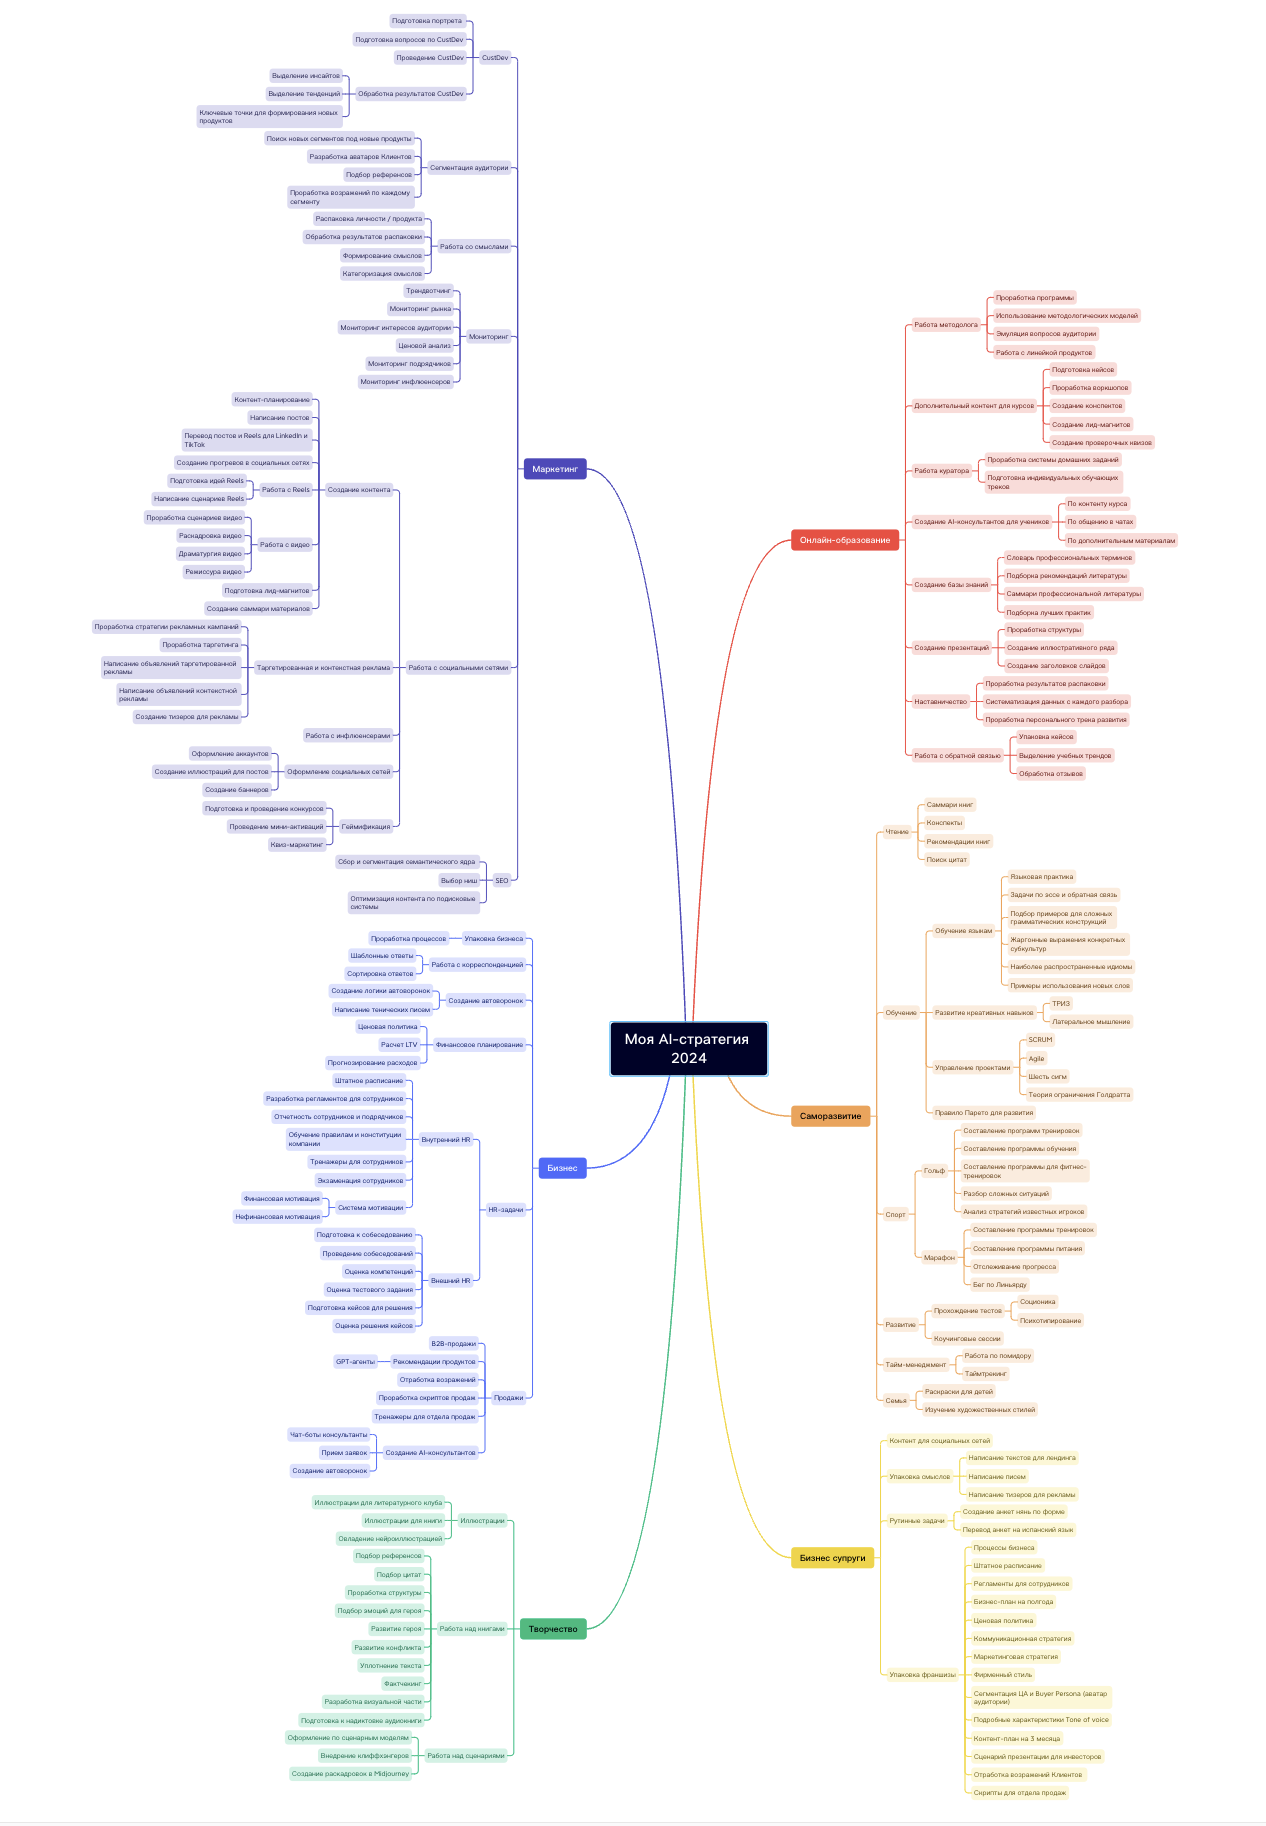 Моя AI-стратегия
2024
Маркетинг
CustDev
Подготовка портрета
Подготовка вопросов по CustDev
Проведение CustDev
Обработка результатов CustDev
Выделение инсайтов
Выделение тенденций
Ключевые точки для формирования новых
продуктов
Сегментация аудитории
Поиск новых сегментов под новые продукты
Разработка аватаров Клиентов
Подбор референсов
Проработка возражений по каждому
сегменту
Работа со смыслами
Распаковка личности / продукта
Обработка результатов распаковки
Формирование смыслов
Категоризация смыслов
Мониторинг
Трендвотчинг
Мониторинг рынка
Мониторинг интересов аудитории
Ценовой анализ
Мониторинг подрядчиков
Мониторинг инфлюенсеров
Работа с социальными сетями
Создание контента
Контент-планирование
Написание постов
Перевод постов и Reels для LinkedIn и
TikTok
Создание прогревов в социальных сетях
Работа с Reels
Подготовка идей Reels
Написание сценариев Reels
Работа с видео
Проработка сценариев видео
Раскадровка видео
Драматургия видео
Режиссура видео
Подготовка лид-магнитов
Создание саммари материалов
Таргетированная и контекстная реклама
Проработка стратегии рекламных кампаний
Проработка таргетинга
Написание объявлений таргетированной
рекламы
Написание объявлений контекстной
рекламы
Создание тизеров для рекламы
Работа с инфлюенсерами
Оформление социальных сетей
Оформление аккаунтов
Создание иллюстраций для постов
Создание баннеров
Геймификация
Подготовка и проведение конкурсов
Проведение мини-активаций
Квиз-маркетинг
SEO
Сбор и сегментация семантического ядра
Выбор ниш
Оптимизация контента по подисковые
системы
Бизнес
Упаковка бизнеса
Проработка процессов
Работа с корреспонденцией
Шаблонные ответы
Сортировка ответов
Создание автоворонок
Создание логики автоворонок
Написание тенических писем
Финансовое планирование
Ценовая политика
Расчет LTV
Прогнозирование расходов
HR-задачи
Внутренний HR
Штатное расписание
Разработка регламентов для сотрудников
Отчетность сотрудников и подрядчиков
Обучение правилам и конституции
компании
Тренажеры для сотрудников
Экзаменация сотрудников
Система мотивации
Финансовая мотивация
Нефинансовая мотивация
Внешний HR
Подготовка к собеседованию
Проведение собеседований
Оценка компетенций
Оценка тестового задания
Подготовка кейсов для решения
Оценка решения кейсов
Продажи
B2B-продажи
Рекомендации продуктов
GPT-агенты
Отработка возражений
Проработка скриптов продаж
Тренажеры для отдела продаж
Создание AI-консультантов
Чат-боты консультанты
Прием заявок
Создание автоворонок
Творчество
Иллюстрации
Иллюстрации для литературного клуба
Иллюстрации для книги
Овладение нейроиллюстрацией
Работа над книгами
Подбор референсов
Подбор цитат
Проработка структуры
Подбор эмоций для героя
Развитие героя
Развитие конфликта
Уплотнение текста
Фактчекинг
Разработка визуальной части
Подготовка к надиктовке аудиокниги
Работа над сценариями
Оформление по сценарным моделям
Внедрение клиффхэнгеров
Создание раскадровок в Midjourney
Онлайн-образование
Работа методолога
Проработка программы
Использование методологических моделей
Эмуляция вопросов аудитории
Работа с линейкой продуктов
Дополнительный контент для курсов
Подготовка кейсов
Проработка воркшопов
Создание конспектов
Создание лид-магнитов
Создание проверочных квизов
Работа куратора
Проработка системы домашних заданий
Подготовка индивидуальных обучающих
треков
Создание AI-консультантов для учеников
По контенту курса
По общению в чатах
По дополнительным материалам
Создание базы знаний
Словарь профессиональных терминов
Подборка рекомендаций литературы
Саммари профессиональной литературы
Подборка лучших практик
Создание презентаций
Проработка структуры
Создание иллюстративного ряда
Создание заголовков слайдов
Наставничество
Проработка результатов распаковки
Систематизация данных с каждого разбора
Проработка персонального трека развития
Работа с обратной связью
Упаковка кейсов
Выделение учебных трендов
Обработка отзывов
Саморазвитие
Чтение
Саммари книг
Конспекты
Рекомендации книг
Поиск цитат
Обучение
Обучение языкам
Языковая практика
Задачи по эссе и обратная связь
Подбор примеров для сложных
грамматических конструкций
Жаргонные выражения конкретных
субкультур
Наиболее распространенные идиомы
Примеры использования новых слов
Развитие креативных навыков
ТРИЗ
Латеральное мышление
Управление проектами
SCRUM
Agile
Шесть сигм
Теория ограничения Голдратта
Правило Парето для развития
Спорт
Гольф
Составление программ тренировок
Составление программы обучения
Составление программы для фитнес-
тренировок
Разбор сложных ситуаций
Анализ стратегий известных игроков
Марафон
Составление программы тренировок
Составление программы питания
Отслеживание прогресса
Бег по Линьярду
Развитие
Прохождение тестов
Соционика
Психотипирование
Коучинговые сессии
Тайм-менеджмент
Работа по помидору
Таймтрекинг
Семья
Раскраски для детей
Изучение художественных стилей
Бизнес супруги
Контент для социальных сетей
Упаковка смыслов
Написание текстов для лендинга
Написание писем
Написание тизеров для рекламы
Рутинные задачи
Создание анкет нянь по форме
Перевод анкет на испанский язык
Упаковка франшизы
Процессы бизнеса
Штатное расписание
Регламенты для сотрудников
Бизнес-план на полгода
Ценовая политика
Коммуникационная стратегия
Маркетинговая стратегия
Фирменный стиль
Сегментация ЦА и Buyer Persona (аватар
аудитории)
Подробные характеристики Tone of voice
Контент-план на 3 месяца
Сценарий презентации для инвесторов
Отработка возражений Клиентов
Скрипты для отдела продаж